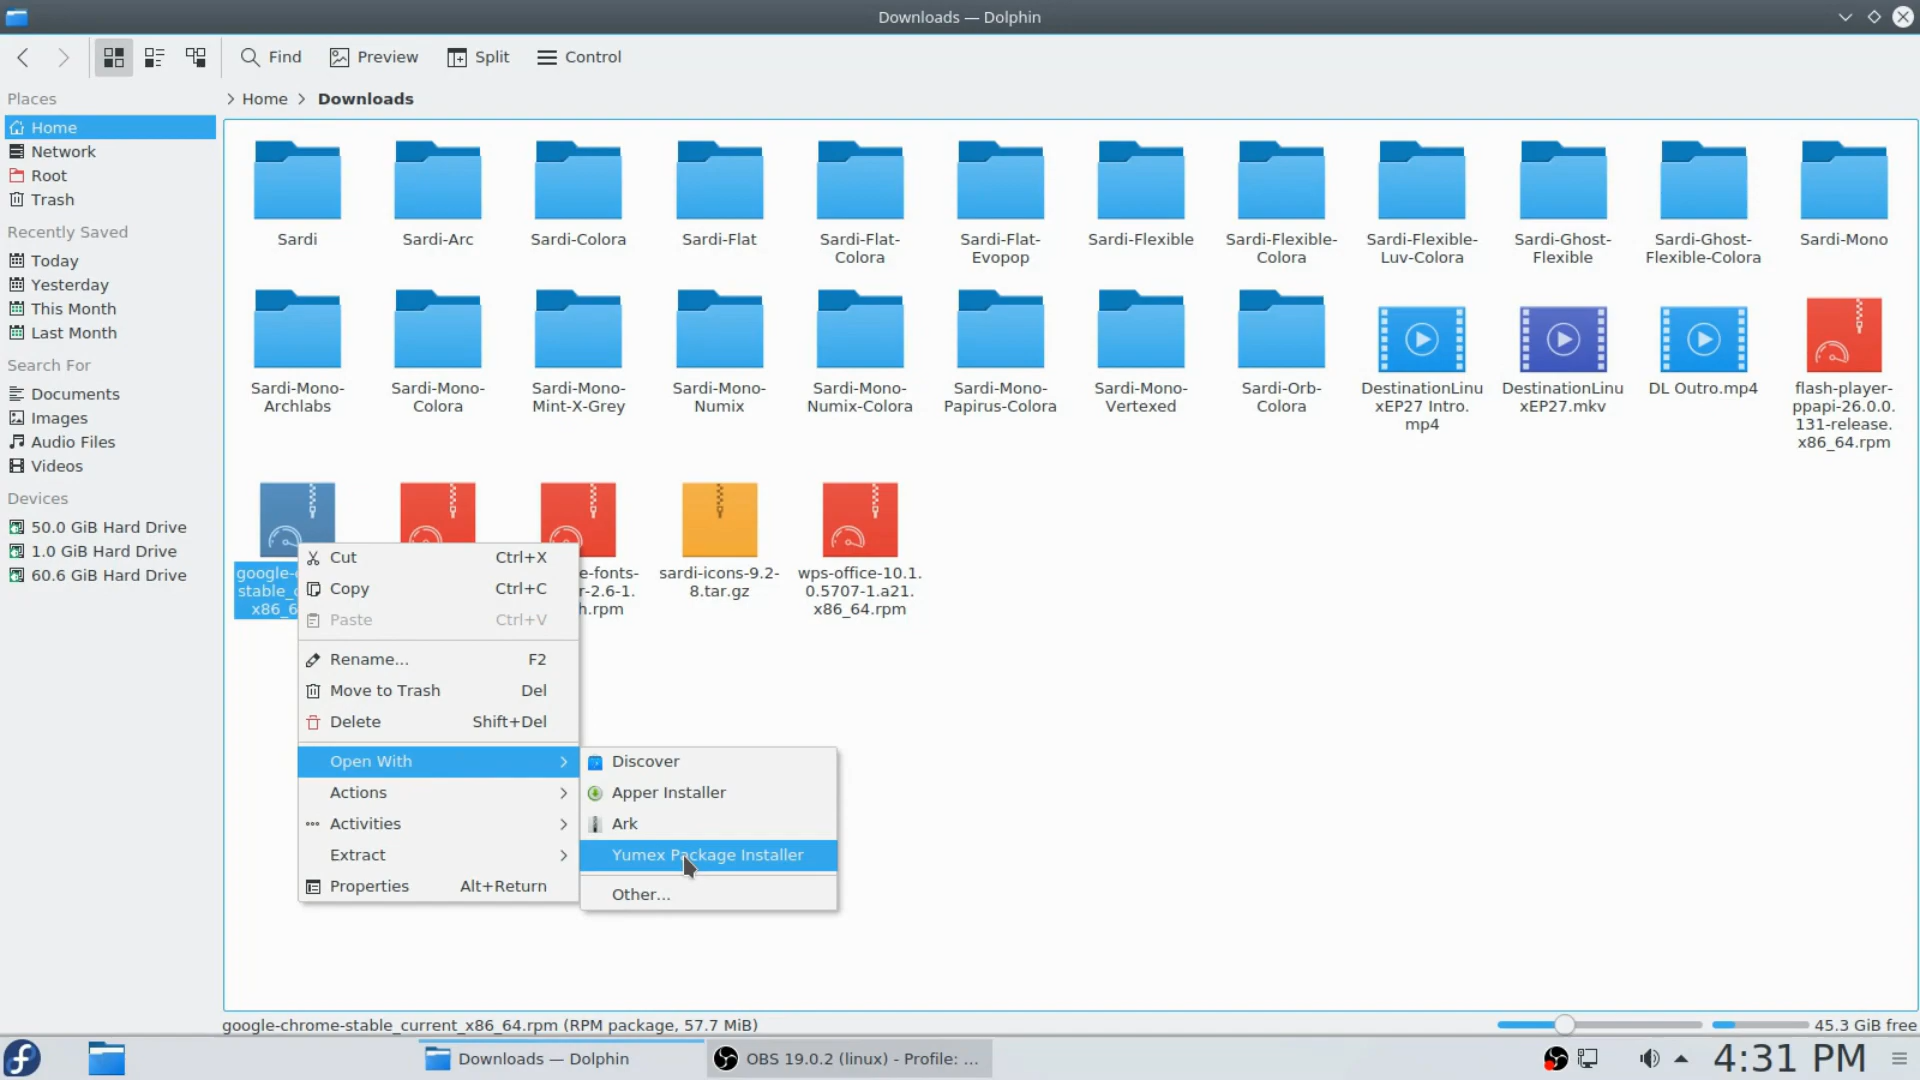 Downloads — Dolphin
Find
Preview
Split
Control
Places
Home
Network
Root
Trash
Recently Saved
Today
Yesterday
This Month
Last Month
Search For
Documents
Images
Audio Files
Videos
Devices
50.0 GiB Hard Drive
1.0 GiB Hard Drive
60.6 GiB Hard Drive
> Home > Downloads
Sardi
Sardi-Arc
Sardi-Colora
Sardi-Flat
Sardi-Flat-
Colora
Sardi-Flat-
Evopop
Sardi-Flexible
Sardi-Flexible-
Colora
Sardi-Flexible-
Luv-Colora
Sardi-Ghost-
Flexible
Sardi-Ghost-
Flexible-Colora
Sardi-Mono
Sardi-Mono-
Archlabs
Sardi-Mono-
Colora
Sardi-Mono-
Mint-X-Grey
Sardi-Mono-
Numix
Sardi-Mono-
Numix-Colora
Sardi-Mono-
Papirus-Colora
Sardi-Mono-
Vertexed
Sardi-Orb-
Colora
DestinationLinu
xEP27 Intro.
mp4
DestinationLinu
xEP27.mkv
DL Outro.mp4
flash-player-
ppapi-26.0.0.
131-release.
x86_64.rpm
google-
stable_
x86_6
e-fonts-
r-2.6-1.
h.rpm
sardi-icons-9.2-
8.tar.gz
wps-office-10.1.
0.5707-1.a21.
x86_64.rpm
Cut Ctrl+X
Copy Ctrl+C
Paste Ctrl+V
Rename... F2
Move to Trash Del
Delete Shift+Del
Open With
Actions
Activities
Extract
Properties Alt+Return
Discover
Apper Installer
Ark
Yumex Package Installer
Other...
google-chrome-stable_current_x86_64.rpm (RPM package, 57.7 MiB)
45.3 GiB free
Downloads — Dolphin
OBS 19.0.2 (linux) - Profile: ...
4:31 PM